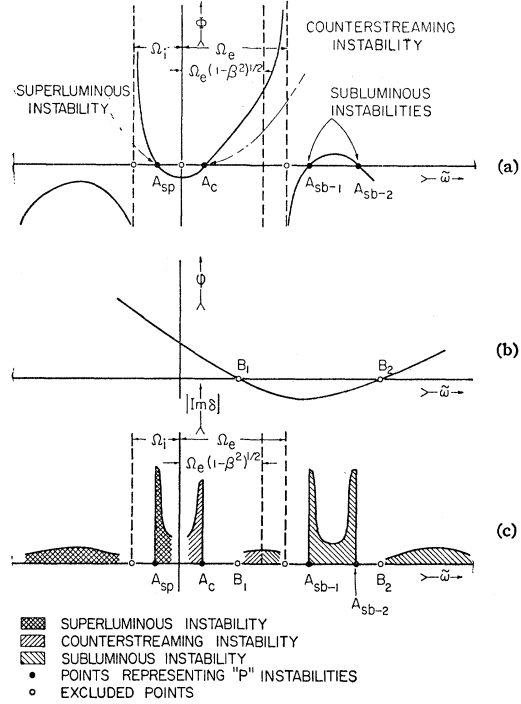 Φ
COUNTERSTREAMING
INSTABILITY
Ωi Ωe
Ωe(1-β²)1/2
SUPERLUMINOUS
INSTABILITY
SUBLUMINOUS
INSTABILITIES
(a)
Asp Ac Asb-1 Asb-2 ω̃
φ
(b)
B1 B2
ω̃
|Imδ|
Ωi Ωe
Ωe(1-β²)1/2
(c)
Asp Ac B1 Asb-1 B2 ω̃
Asb-2
SUPERLUMINOUS INSTABILITY
COUNTERSTREAMING INSTABILITY
SUBLUMINOUS INSTABILITY
POINTS REPRESENTING "P" INSTABILITIES
EXCLUDED POINTS